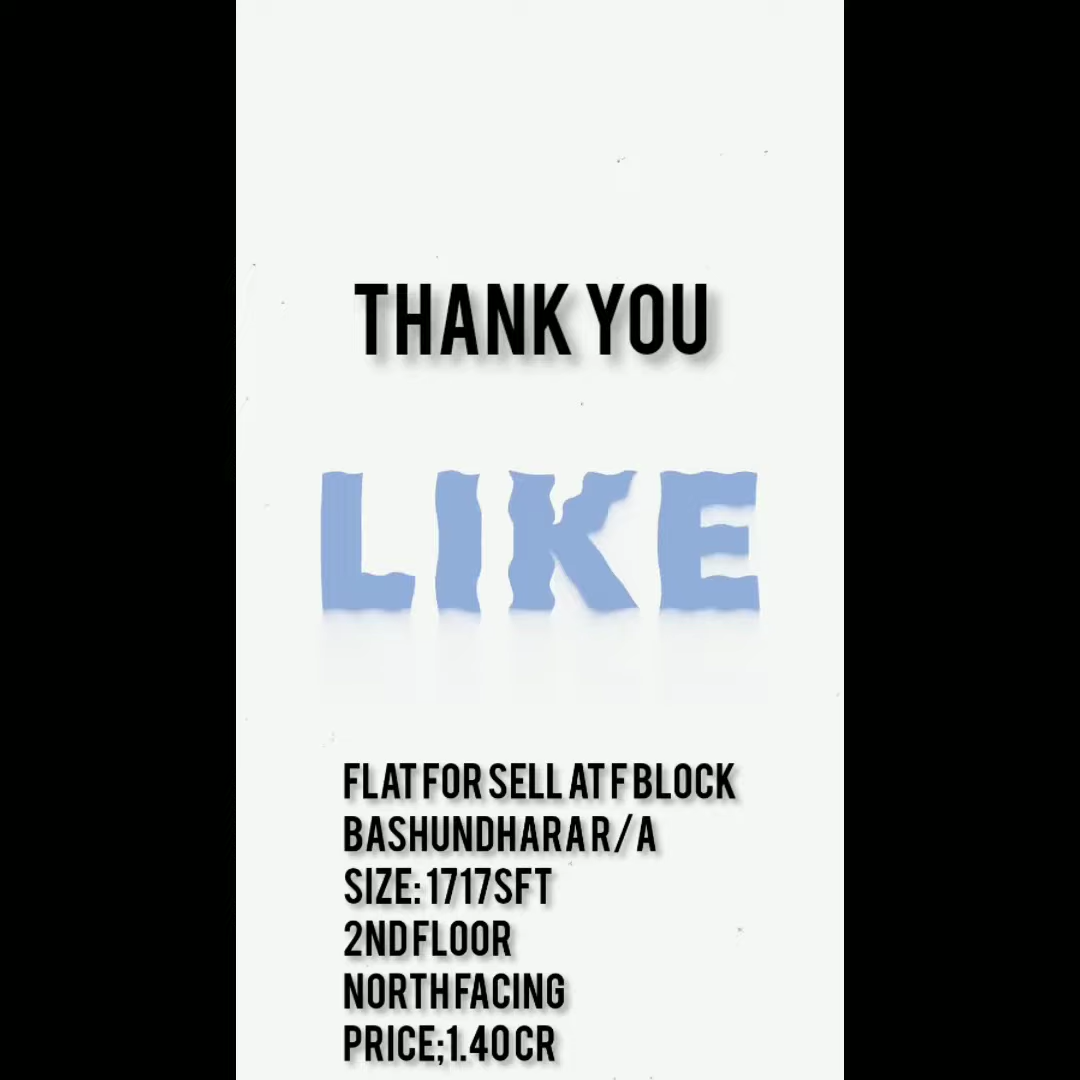 THANK YOU
LIKE
FLAT FOR SELL AT F BLOCK
BASHUNDHARA R/A
SIZE: 1717SFT
2ND FLOOR
NORTH FACING
PRICE;1.40 CR